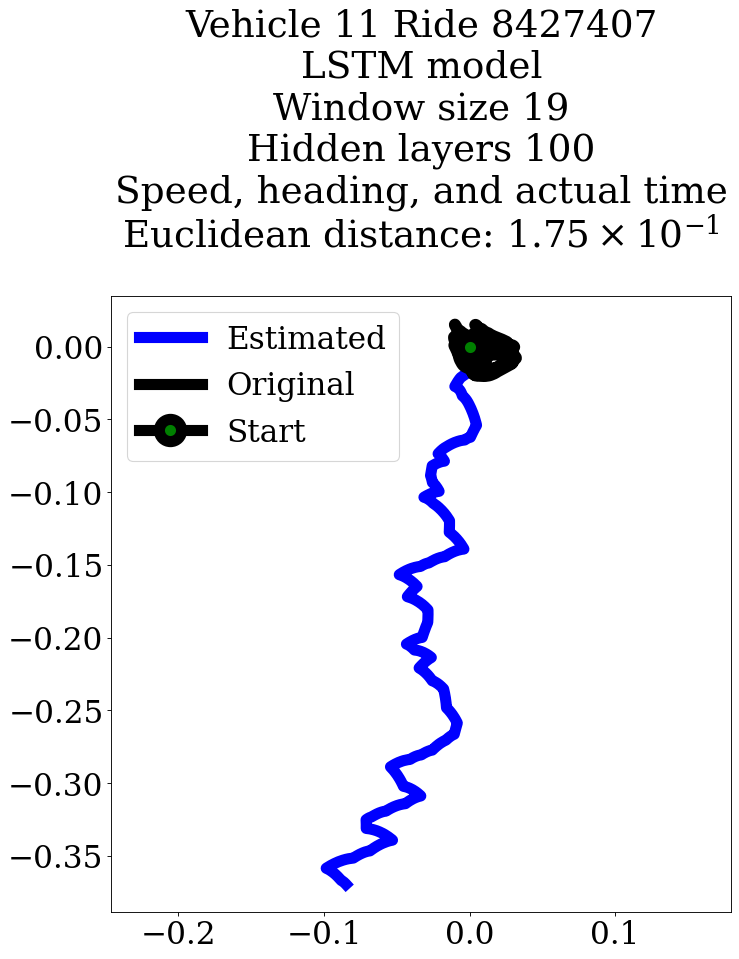 Vehicle 11 Ride 8427407
LSTM model
Window size 19
Hidden layers 100
Speed, heading, and actual time
Euclidean distance: 1.75 × 10⁻¹
Estimated
Original
Start
0.00
−0.05
−0.10
−0.15
−0.20
−0.25
−0.30
−0.35
−0.2 −0.1 0.0 0.1